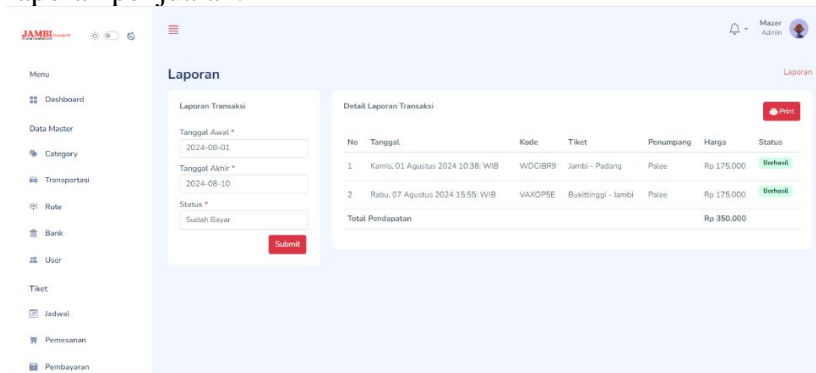 laporan penjualan.
JAMBI
Mazer
Admin
Menu
Dashboard
Data Master
Category
Transportasi
Rute
Bank
User
Tiket
Jadwal
Pemesanan
Pembayaran
Laporan
Laporan
Laporan Transaksi
Tanggal Awal *
2024-08-01
Tanggal Akhir *
2024-08-10
Status *
Sudah Bayar
Submit
Detail Laporan Transaksi
Print
No Tanggal Kode Tiket Penumpang Harga Status
1 Kamis, 01 Agustus 2024 10:38: WIB WDCIBR9 Jambi - Padang Palee Rp 175.000 Berhasil
2 Rabu, 07 Agustus 2024 15:55: WIB VAXOP5E Bukittinggi - Jambi Palee Rp 175.000 Berhasil
Total Pendapatan Rp 350.000